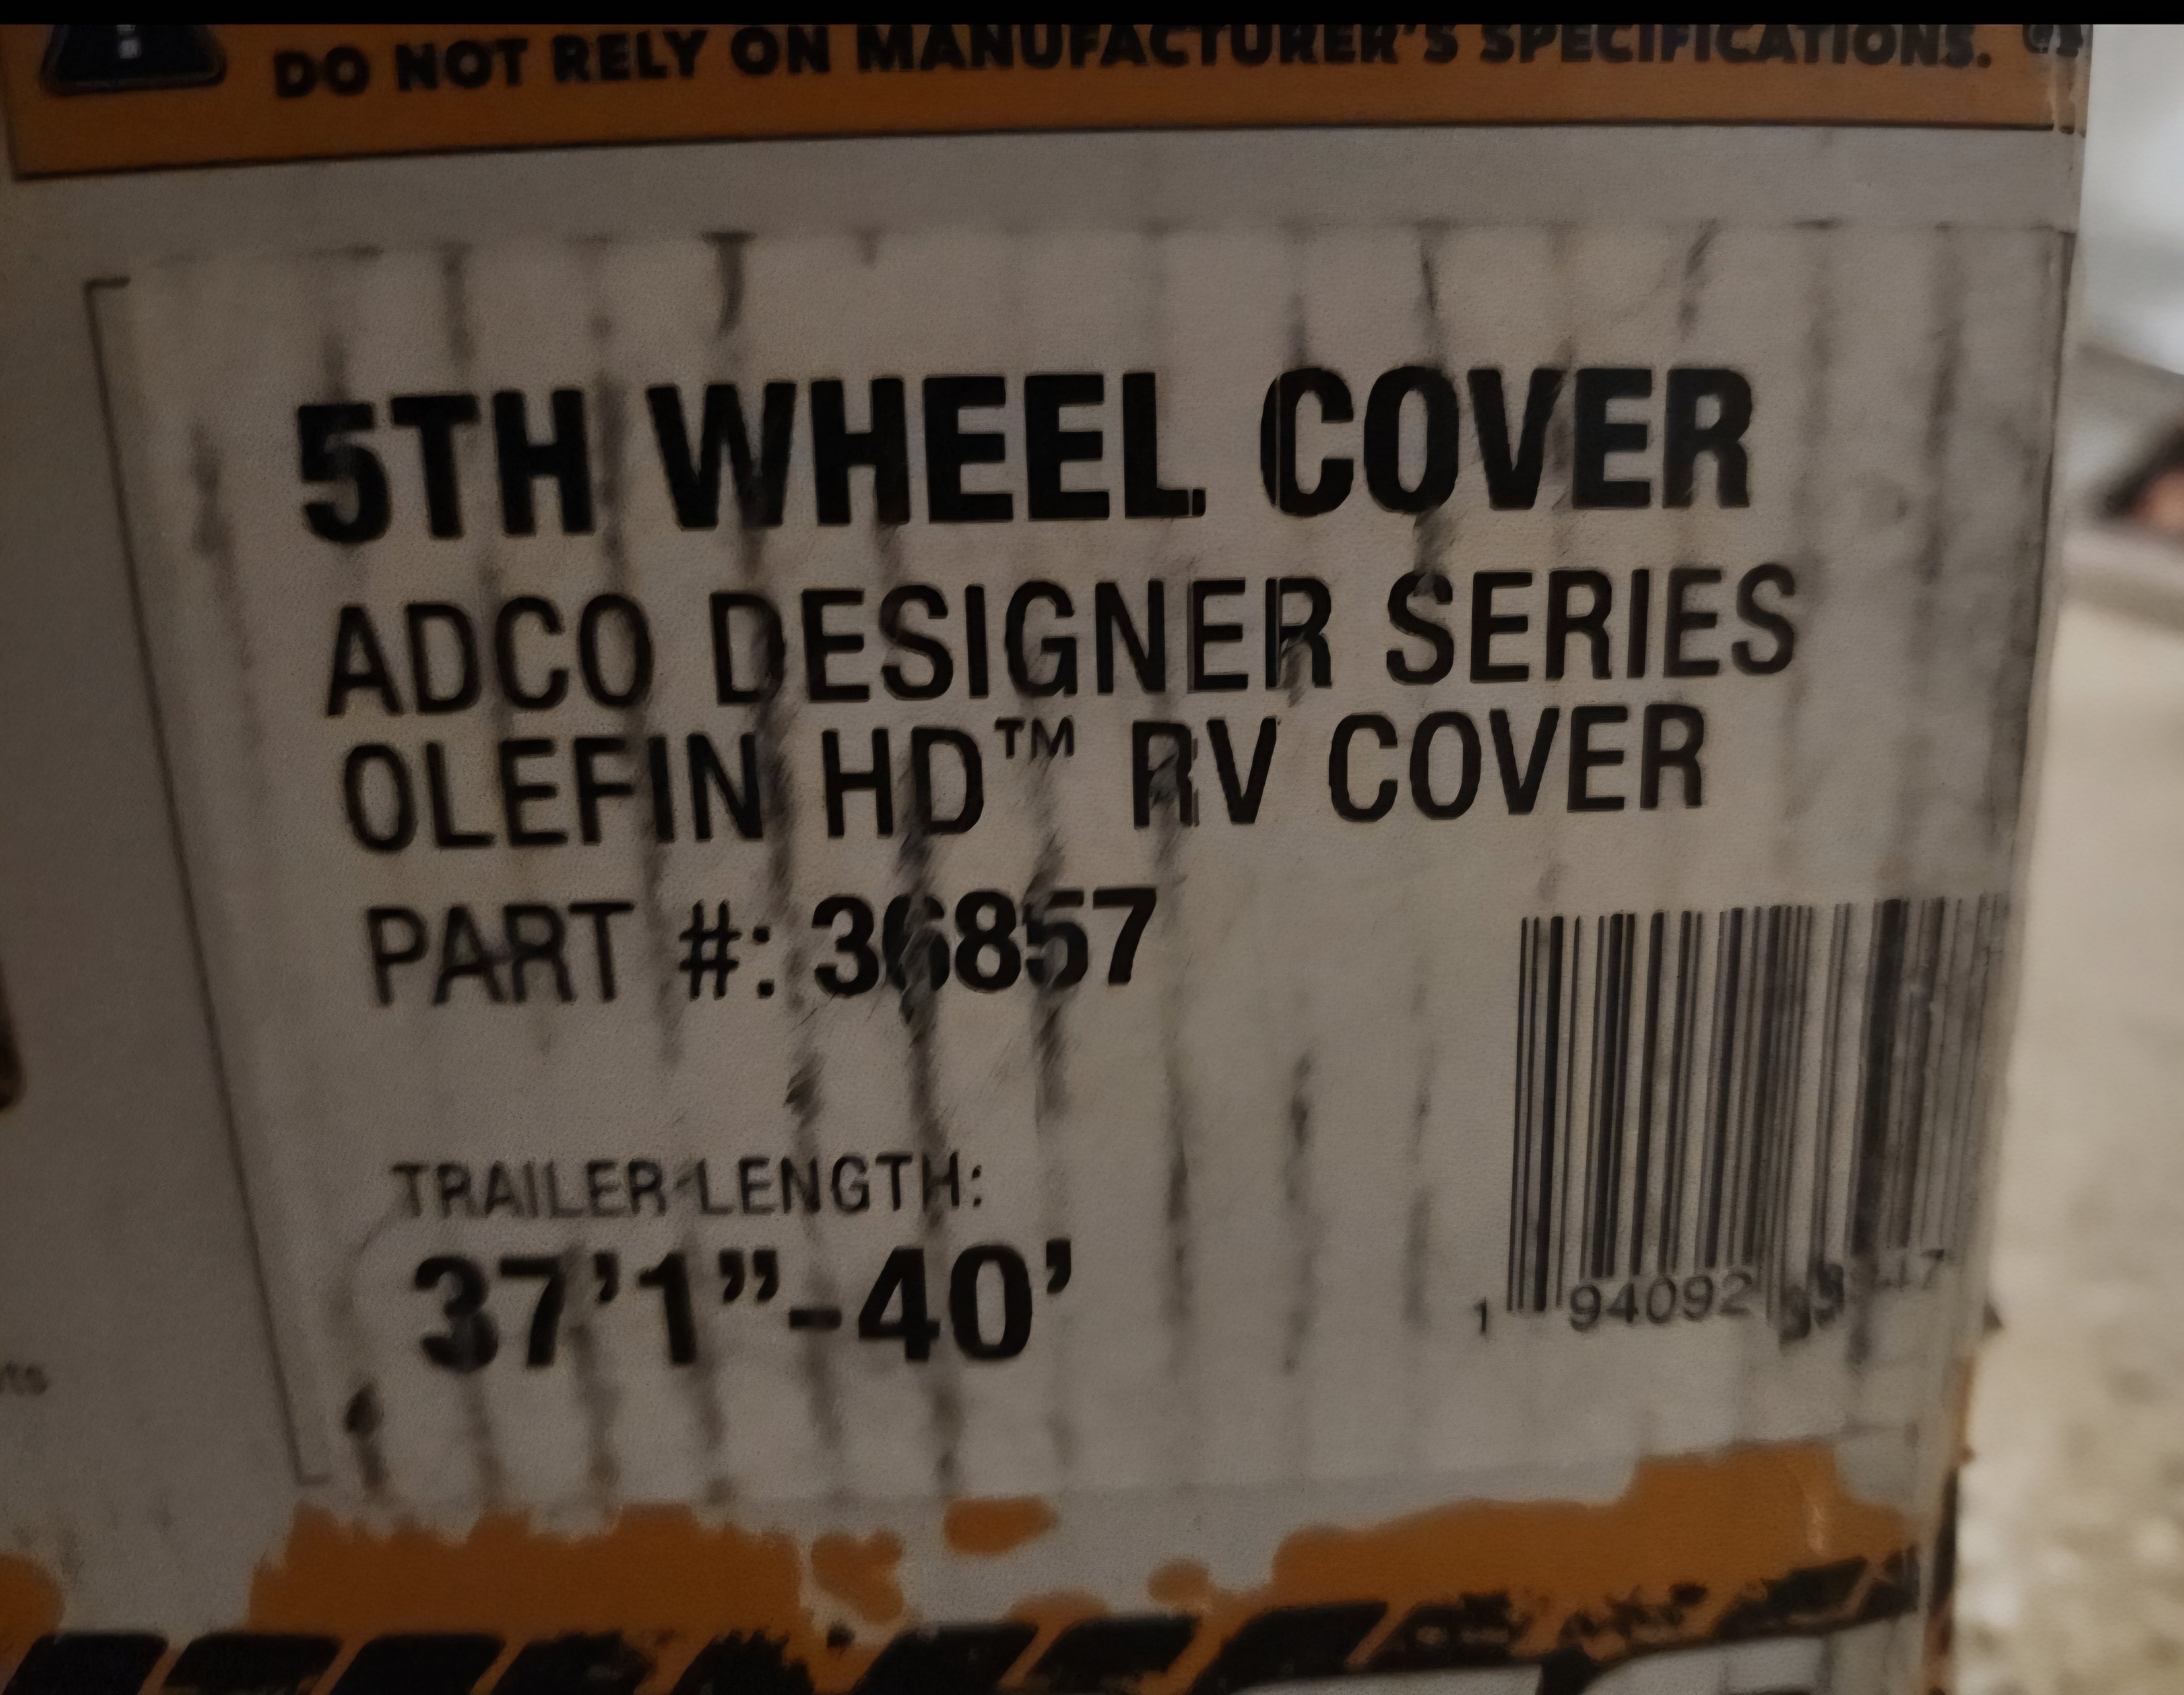 DO NOT RELY ON MANUFACTURER'S SPECIFICATIONS.
5TH WHEEL COVER
ADCO DESIGNER SERIES
OLEFIN HD™ RV COVER
PART #: 36857
TRAILER LENGTH:
37'1”-40’
1 94092